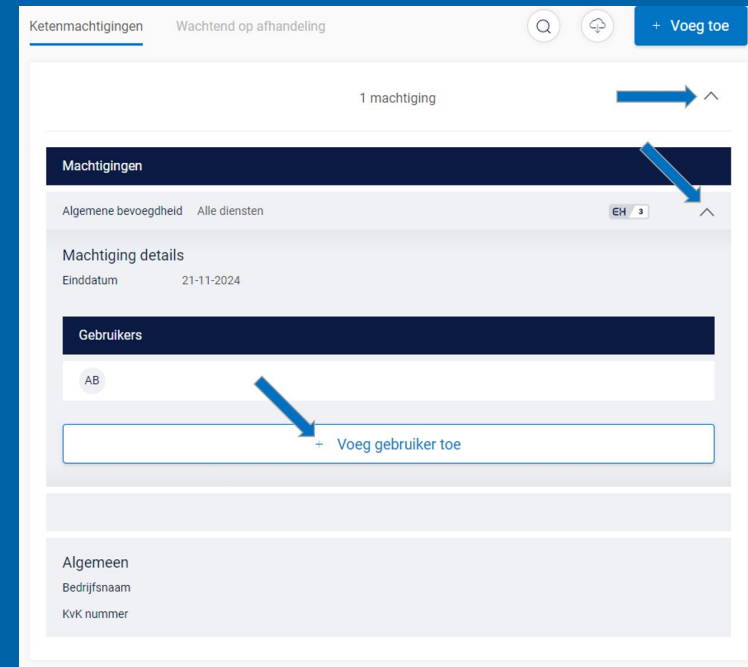 Ketenmachtigingen Wachtend op afhandeling + Voeg toe
1 machtiging
Machtigingen
Algemene bevoegdheid Alle diensten EH 3
Machtiging details
Einddatum 21-11-2024
Gebruikers
AB
+ Voeg gebruiker toe
Algemeen
Bedrijfsnaam
KvK nummer